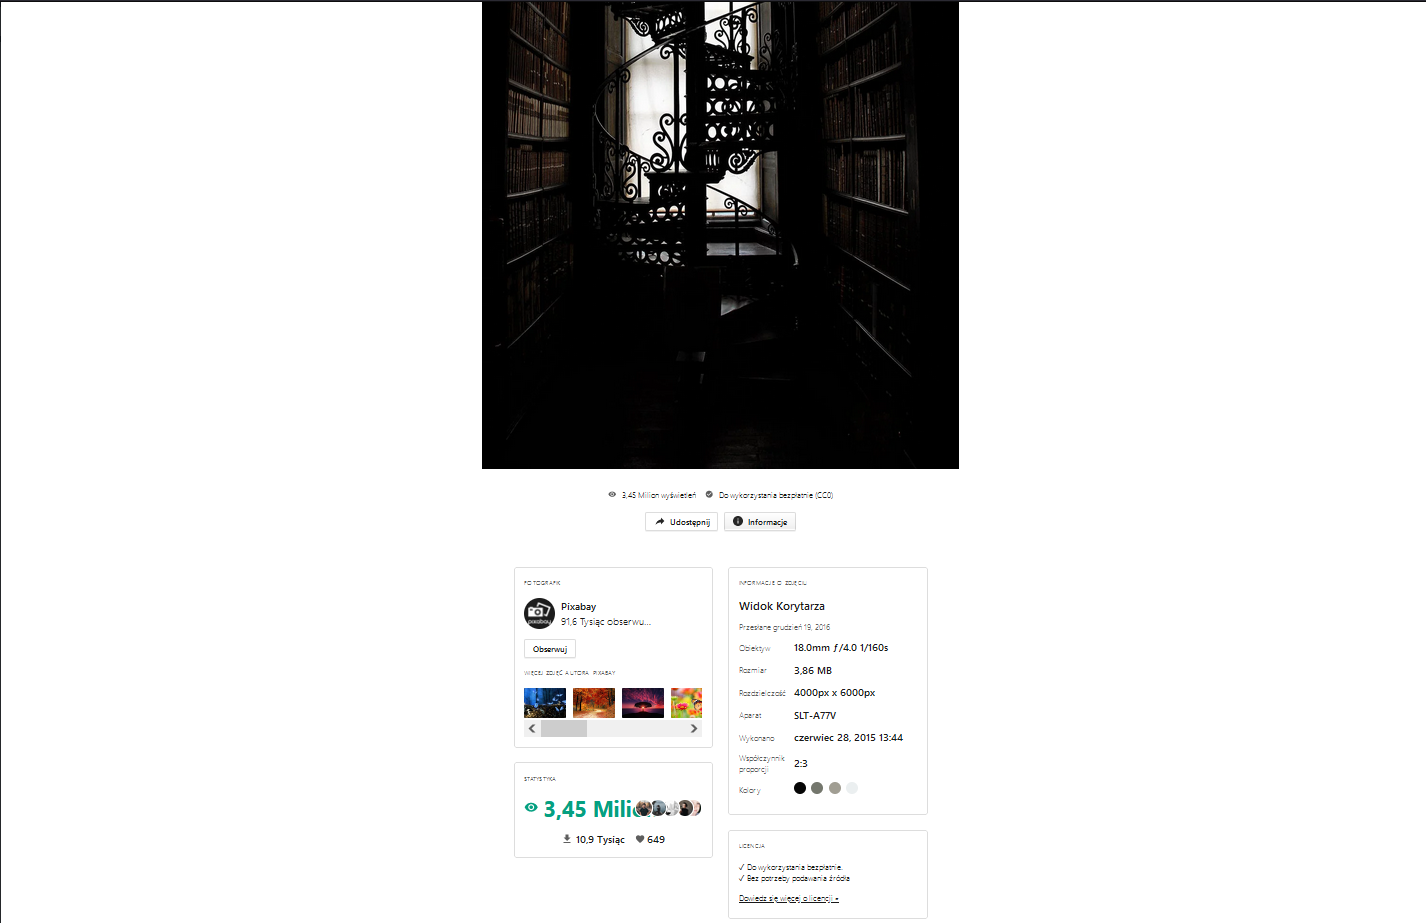 3,45 Milion wyświetleń Do wykorzystania bezpłatnie (CC0)
Udostępnij Informacje
FOTOGRAFIK
Pixabay
91,6 Tysiąc obserwu...
Obserwuj
WIĘCEJ ZDJĘĆ AUTORA: PIXABAY
STATYSTYKA
3,45 Milio
10,9 Tysiąc 649
INFORMACJE O ZDJĘCIU
Widok Korytarza
Przesłane grudzień 19, 2016
Obiektyw 18.0mm ƒ/4.0 1/160s
Rozmiar 3,86 MB
Rozdzielczość 4000px x 6000px
Aparat SLT-A77V
Wykonano czerwiec 28, 2015 13:44
Współczynnik
proporcji 2:3
Kolory
LICENCJA
✓ Do wykorzystania bezpłatnie.
✓ Bez potrzeby podawania źródła
Dowiedz się więcej o licencji »